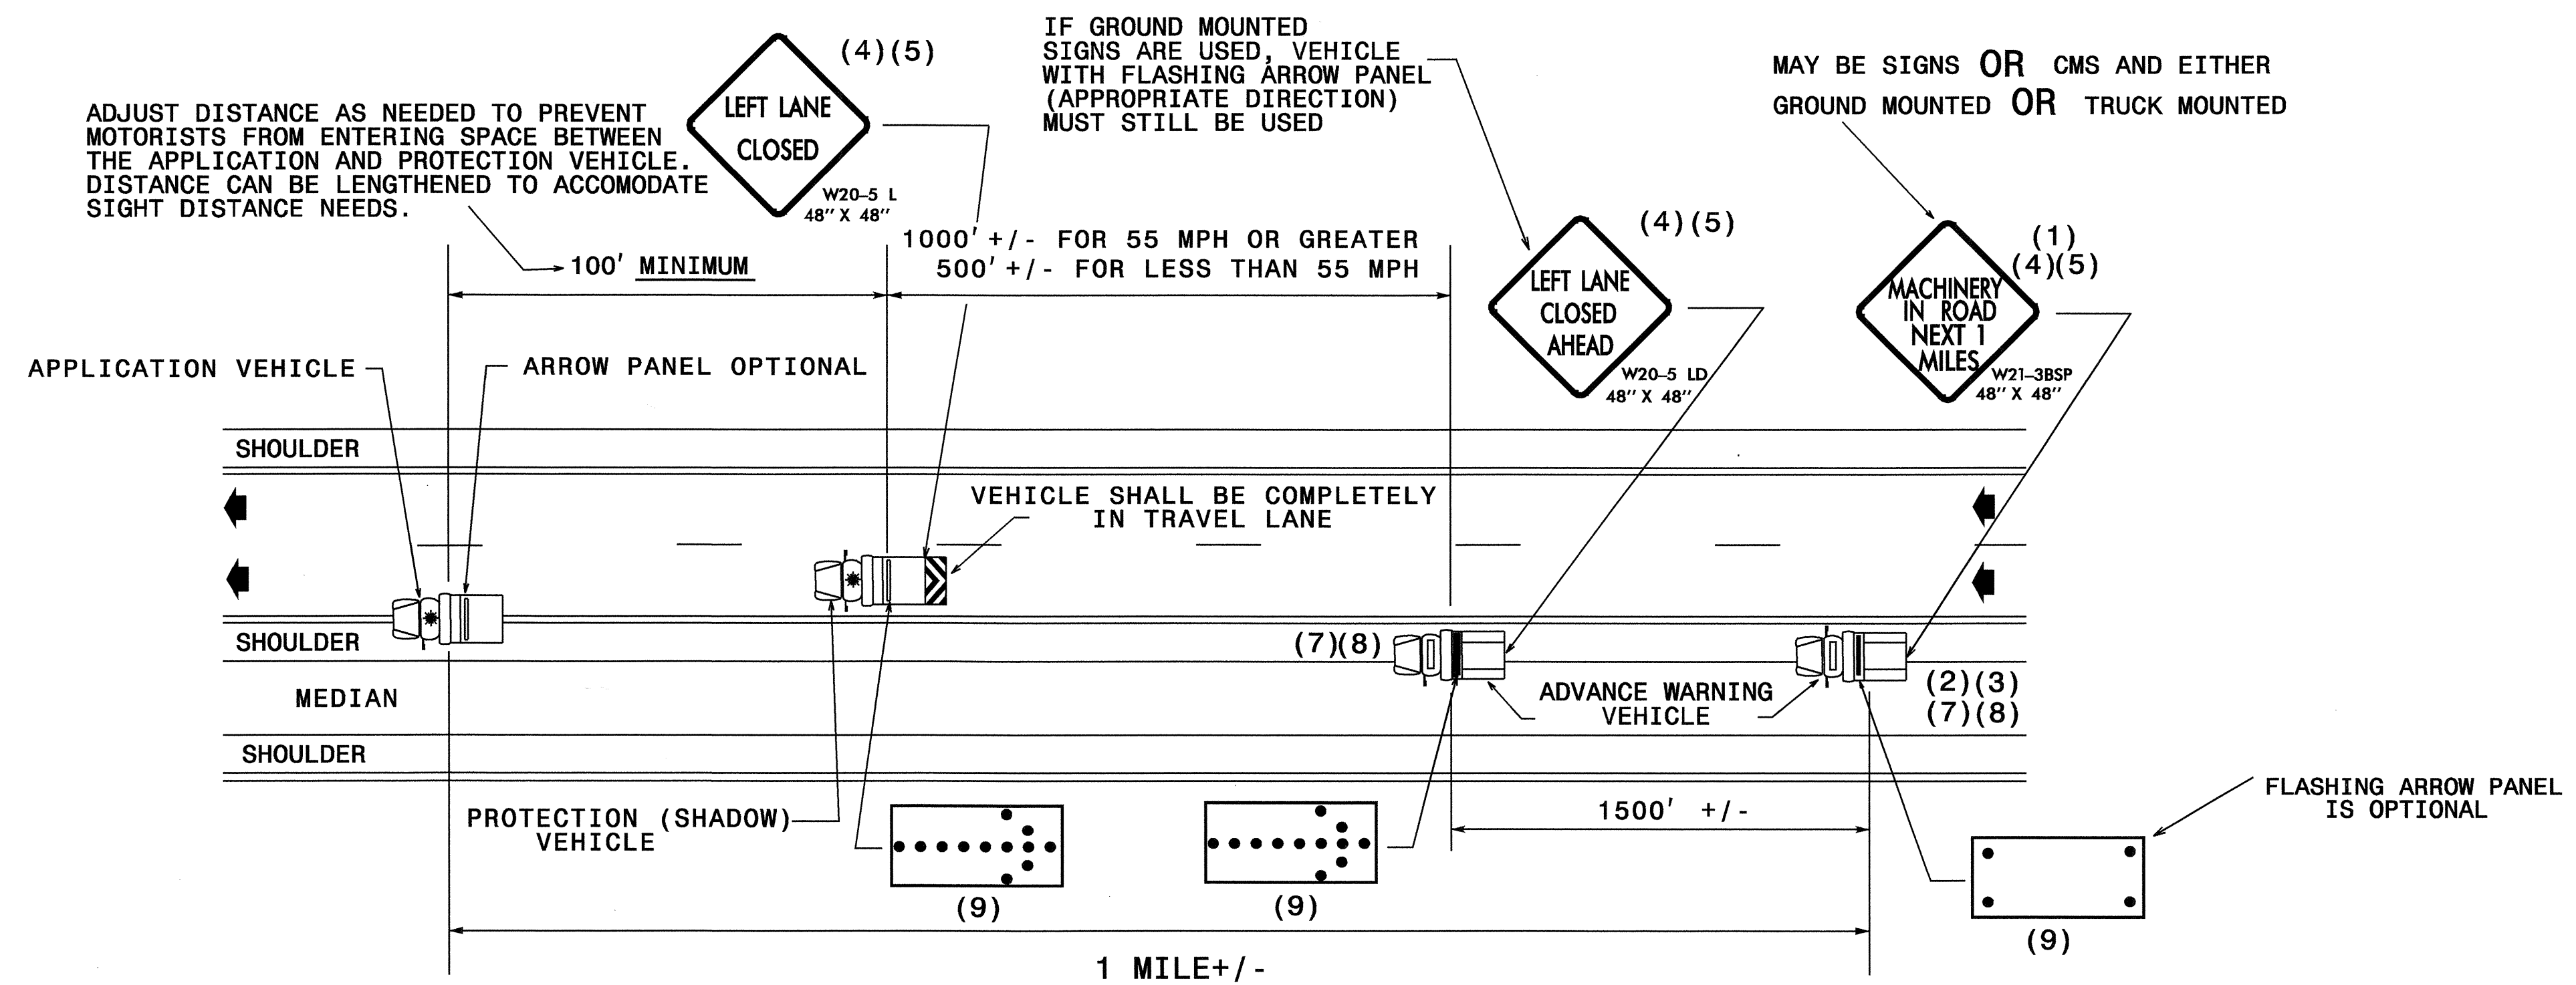 ADJUST DISTANCE AS NEEDED TO PREVENT
MOTORISTS FROM ENTERING SPACE BETWEEN
THE APPLICATION AND PROTECTION VEHICLE.
DISTANCE CAN BE LENGTHENED TO ACCOMODATE
SIGHT DISTANCE NEEDS.
LEFT LANE
CLOSED
(4)(5)
W20-5 L
48" X 48"
IF GROUND MOUNTED
SIGNS ARE USED, VEHICLE
WITH FLASHING ARROW PANEL
(APPROPRIATE DIRECTION)
MUST STILL BE USED
MAY BE SIGNS OR CMS AND EITHER
GROUND MOUNTED OR TRUCK MOUNTED
100' MINIMUM
1000' +/- FOR 55 MPH OR GREATER
500' +/- FOR LESS THAN 55 MPH
LEFT LANE
CLOSED
AHEAD
(4)(5)
W20-5 LD
48" X 48"
MACHINERY
IN ROAD
NEXT 1
MILES
(1)
(4)(5)
W21-3BSP
48" X 48"
APPLICATION VEHICLE
ARROW PANEL OPTIONAL
SHOULDER
VEHICLE SHALL BE COMPLETELY
IN TRAVEL LANE
SHOULDER
(7)(8)
MEDIAN
ADVANCE WARNING
VEHICLE
(2)(3)
(7)(8)
SHOULDER
PROTECTION (SHADOW)
VEHICLE
(9)
(9)
1500' +/-
FLASHING ARROW PANEL
IS OPTIONAL
(9)
1 MILE+/-